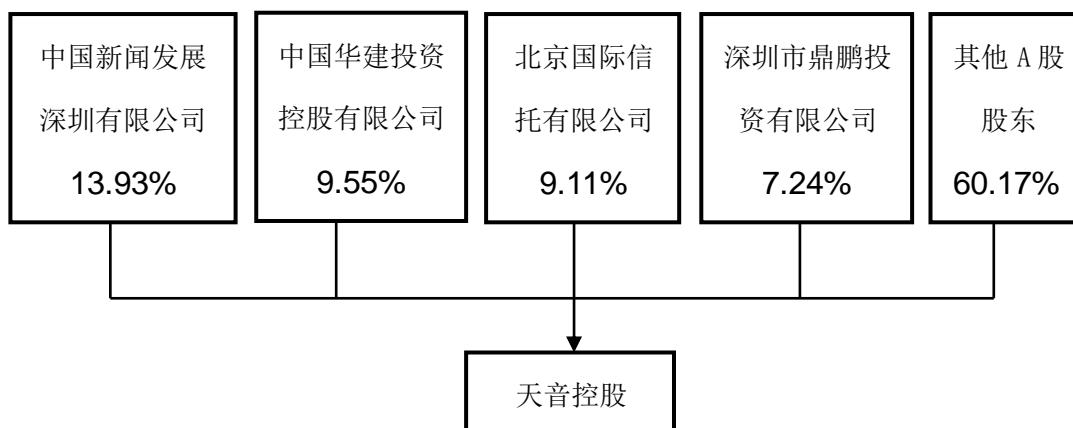 中国新闻发展
深圳有限公司
13.93%
中国华建投资
控股有限公司
9.55%
北京国际信
托有限公司
9.11%
深圳市鼎鹏投
资有限公司
7.24%
其他 A 股
股东
60.17%
天音控股